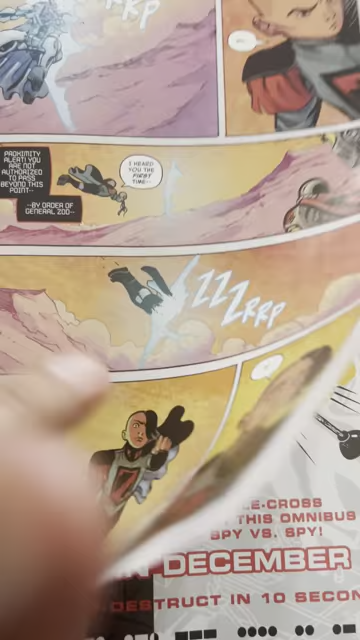 ZRRP
PROXIMITY
ALERT! YOU
ARE NOT
AUTHORIZED
TO PASS
BEYOND THIS
POINT--
--BY ORDER OF
GENERAL ZOD--
I HEARD
YOU THE
FIRST
TIME--
ZZZRRP
E-CROSS
THIS OMNIBUS
SPY VS. SPY!
DECEMBER
DESTRUCT IN 10 SECON